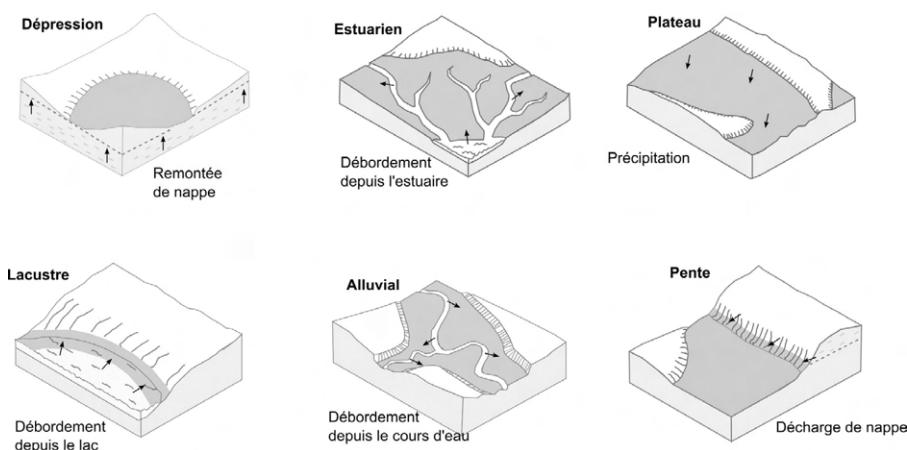 Dépression
Estuarien
Plateau
Remontée
de nappe
Débordement
depuis l'estuaire
Précipitation
Lacustre
Alluvial
Pente
Débordement
depuis le lac
Débordement
depuis le cours d'eau
Décharge de nappe